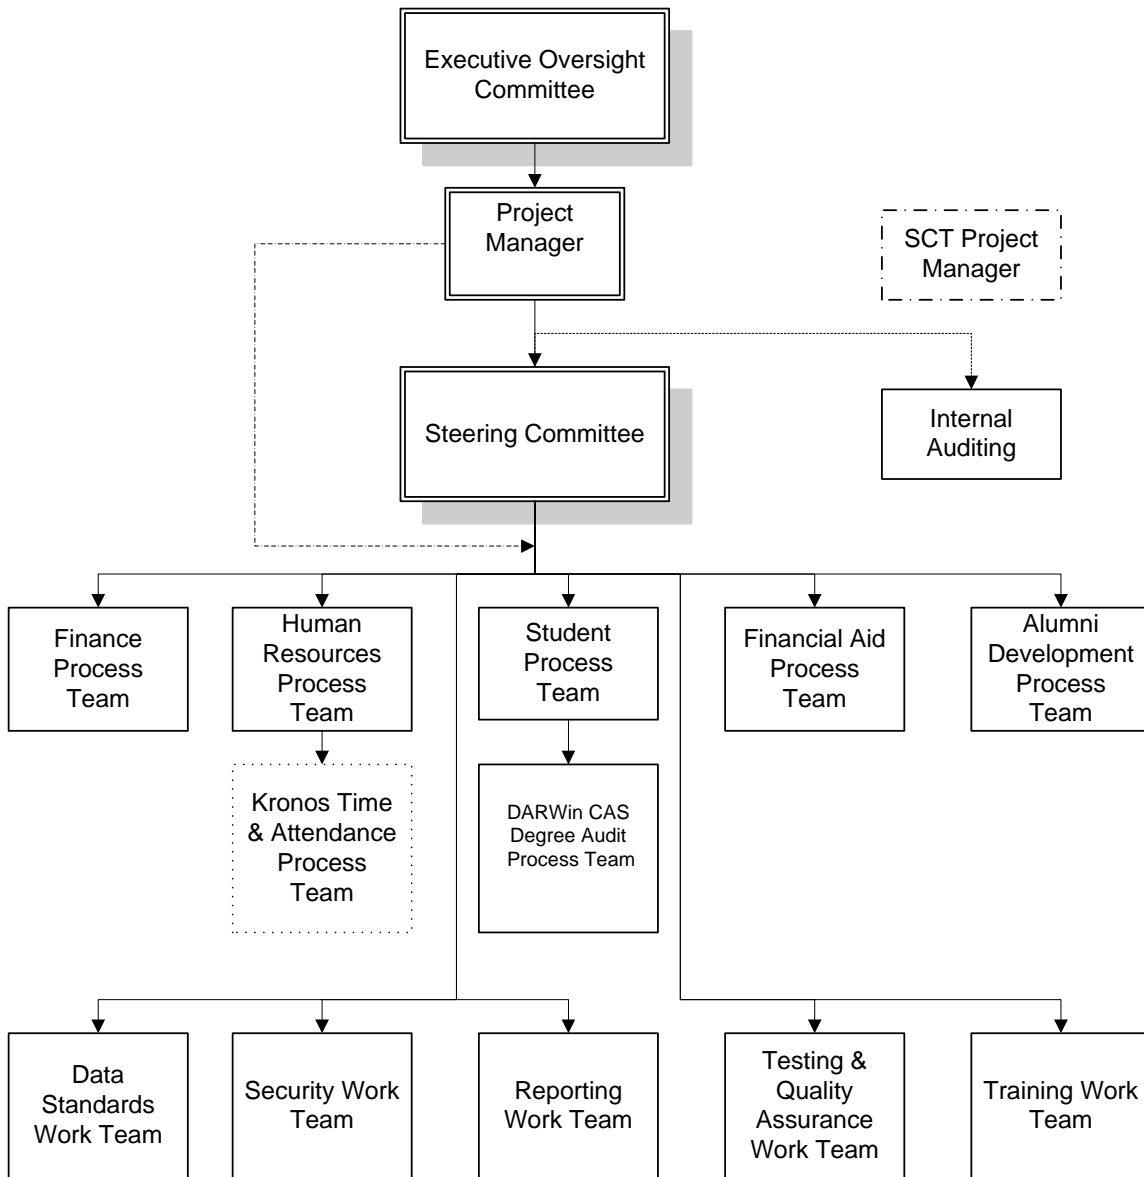 Executive Oversight
Committee
Project
Manager
SCT Project
Manager
Steering Committee
Internal
Auditing
Finance
Process
Team
Human
Resources
Process
Team
Student
Process
Team
Financial Aid
Process
Team
Alumni
Development
Process
Team
Kronos Time
& Attendance
Process
Team
DARWin CAS
Degree Audit
Process Team
Data
Standards
Work Team
Security Work
Team
Reporting
Work Team
Testing &
Quality
Assurance
Work Team
Training Work
Team